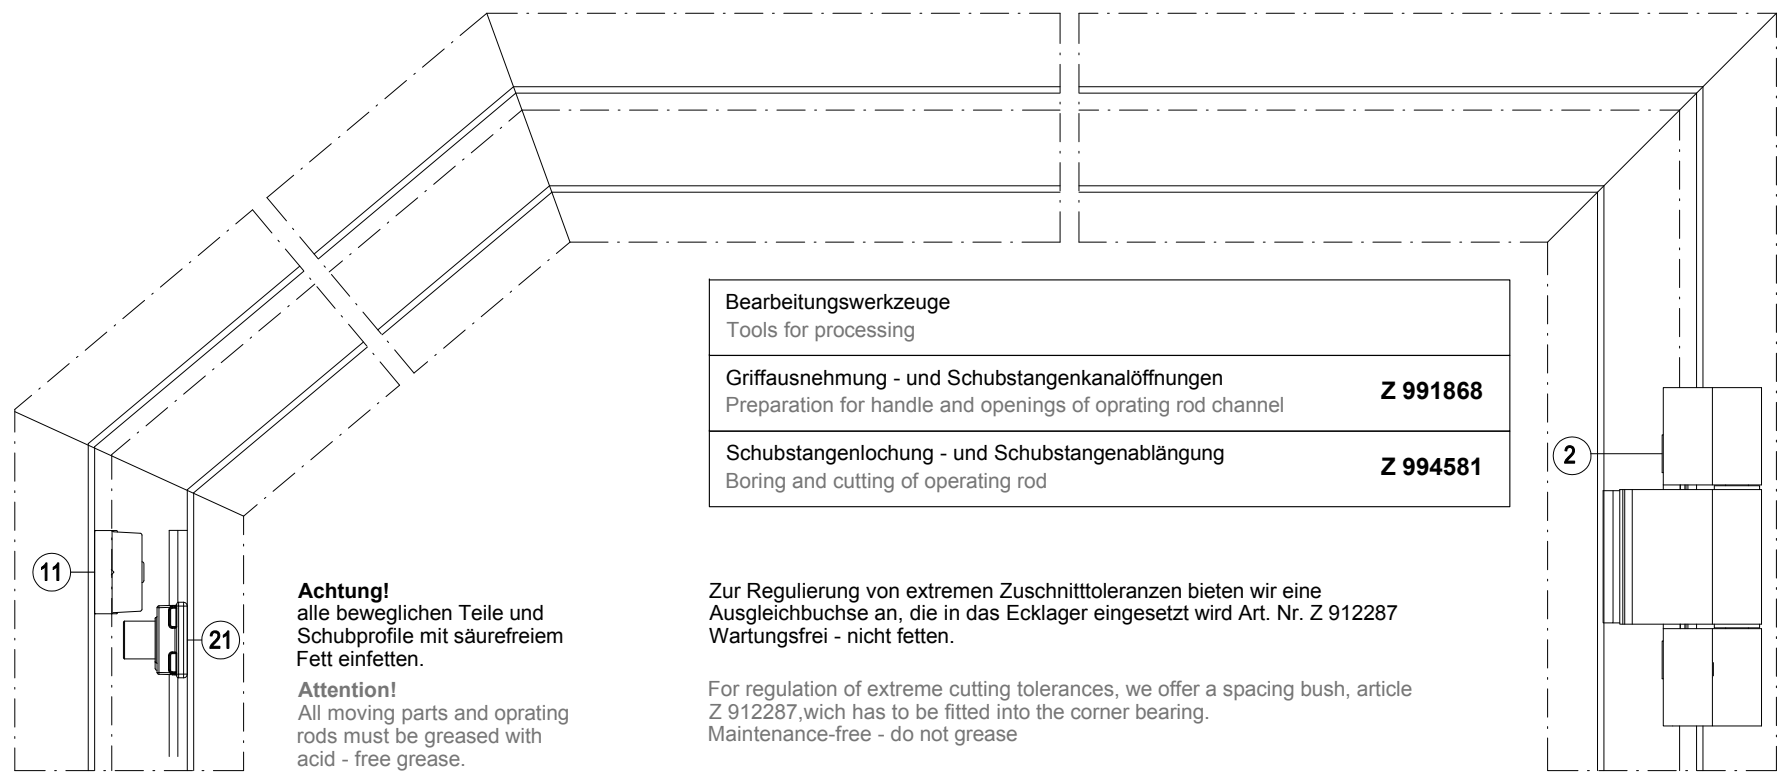 Bearbeitungswerkzeuge
Tools for processing
Griffausnehmung - und Schubstangenkanalöffnungen
Preparation for handle and openings of oprating rod channel
Z 991868
Schubstangenlochung - und Schubstangenablängung
Boring and cutting of operating rod
Z 994581
2
11
21
Achtung!
alle beweglichen Teile und
Schubprofile mit säurefreiem
Fett einfetten.
Attention!
All moving parts and oprating
rods must be greased with
acid - free grease.
Zur Regulierung von extremen Zuschnitttoleranzen bieten wir eine
Ausgleichbuchse an, die in das Ecklager eingesetzt wird Art. Nr. Z 912287
Wartungsfrei - nicht fetten.
For regulation of extreme cutting tolerances, we offer a spacing bush, article
Z 912287,wich has to be fitted into the corner bearing.
Maintenance-free - do not grease